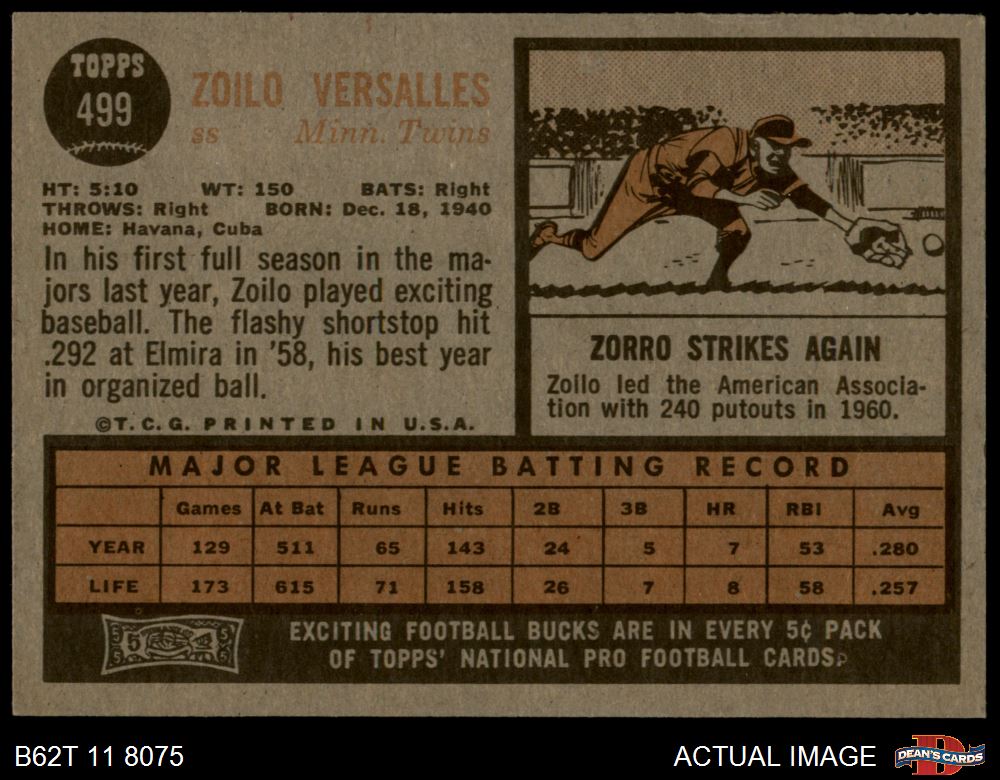 TOPPS
499
ZOILO VERSALLES
ss Minn. Twins
HT: 5:10 WT: 150 BATS: Right
THROWS: Right BORN: Dec. 18, 1940
HOME: Havana, Cuba
In his first full season in the ma-
jors last year, Zoilo played exciting
baseball. The flashy shortstop hit
.292 at Elmira in '58, his best year
in organized ball.
©T.C.G. PRINTED IN U.S.A.
ZORRO STRIKES AGAIN
Zoilo led the American Associa-
tion with 240 putouts in 1960.
MAJOR LEAGUE BATTING RECORD
Games At Bat Runs Hits 2B 3B HR RBI Avg
YEAR 129 511 65 143 24 5 7 53 .280
LIFE 173 615 71 158 26 7 8 58 .257
5 5 5 5 5
EXCITING FOOTBALL BUCKS ARE IN EVERY 5¢ PACK
OF TOPPS' NATIONAL PRO FOOTBALL CARDS.
B62T 11 8075 ACTUAL IMAGE
D
DEAN'S CARDS